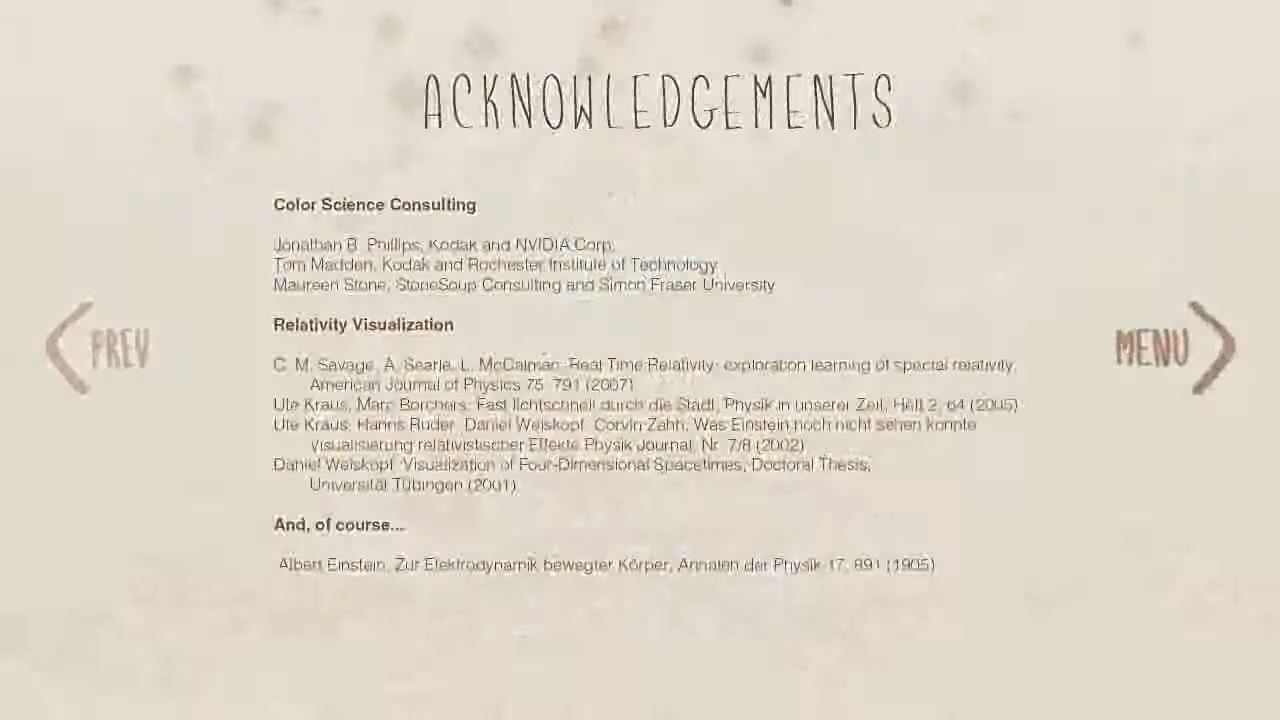 ACKNOWLEDGEMENTS
Color Science Consulting
Jonathan B. Phillips, Kodak and NVIDIA Corp.
Tom Madden, Kodak and Rochester Institute of Technology
Maureen Stone, StoneSoup Consulting and Simon Fraser University
Relativity Visualization
PREV
MENU
C. M. Savage, A. Searle, L. McCalman, Real Time Relativity: exploration learning of special relativity,
American Journal of Physics 75, 791 (2007)
Ute Kraus, Marc Borchers, Fast lichtschnell durch die Stadt, Physik in unserer Zeit, Heft 2, 64 (2005)
Ute Kraus, Hanns Ruder, Daniel Weiskopf, Corvin Zahn, Was Einstein noch nicht sehen konnte
Visualisierung relativistischer Effekte Physik Journal, Nr. 7/8 (2002)
Daniel Weiskopf, Visualization of Four-Dimensional Spacetimes, Doctoral Thesis,
Universität Tübingen (2001)
And, of course...
Albert Einstein, Zur Elektrodynamik bewegter Körper, Annalen der Physik 17, 891 (1905)